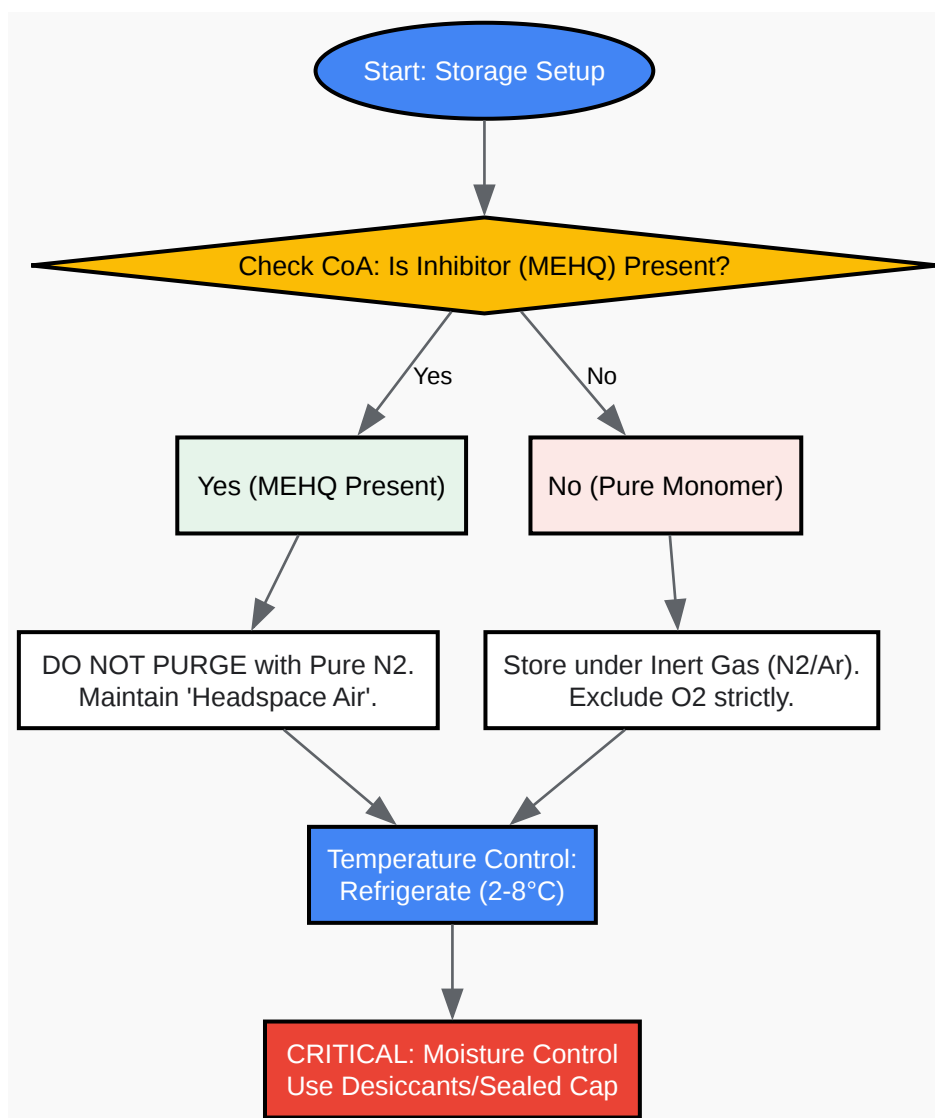 Start: Storage Setup
Check CoA: Is Inhibitor (MEHQ) Present?
Yes
No
Yes (MEHQ Present)
No (Pure Monomer)
DO NOT PURGE with Pure N2.
Maintain 'Headspace Air'.
Store under Inert Gas (N2/Ar).
Exclude O2 strictly.
Temperature Control:
Refrigerate (2-8°C)
CRITICAL: Moisture Control
Use Desiccants/Sealed Cap